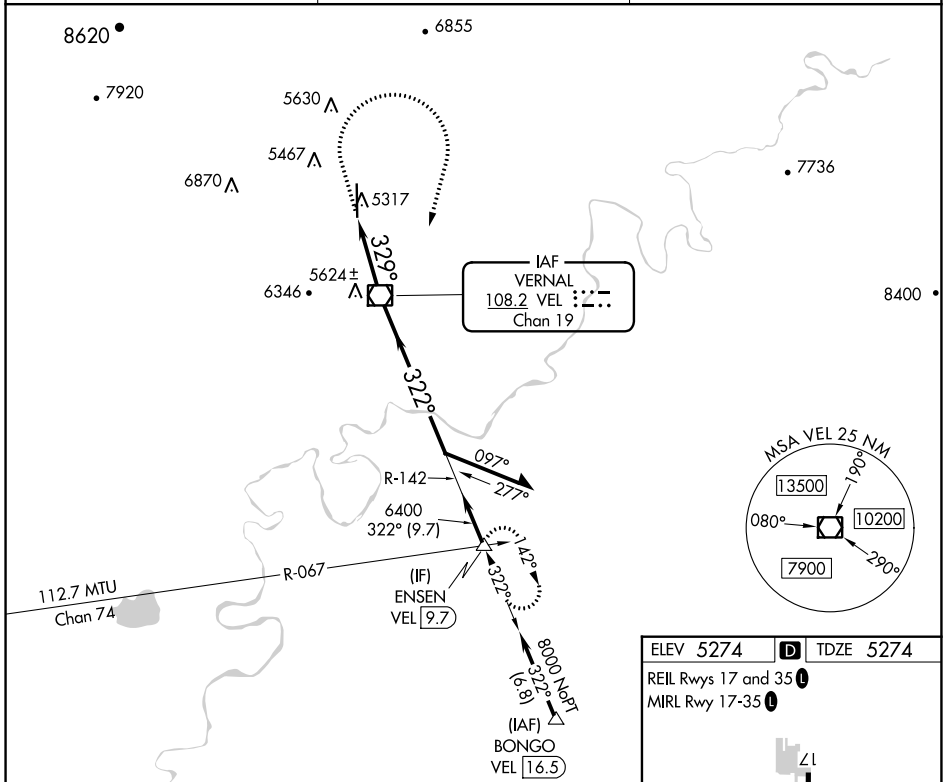 8620
6855
7920
5630
5467
6870
5317
7736
329°
5624±
6346
IAF
VERNAL
108.2 VEL
Chan 19
8400
322°
MSA VEL 25 NM
190°
13500
080°
10200
7900
290°
097°
277°
R-142
6400
322° (9.7)
142°
322°
R-067
112.7 MTU
Chan 74
(IF)
ENSEN
VEL 9.7
8000 NoPT
322°
(6.8)
(IAF)
BONGO
VEL 16.5
ELEV 5274 D TDZE 5274
REIL Rwys 17 and 35 L
MIRL Rwy 17-35 L
17